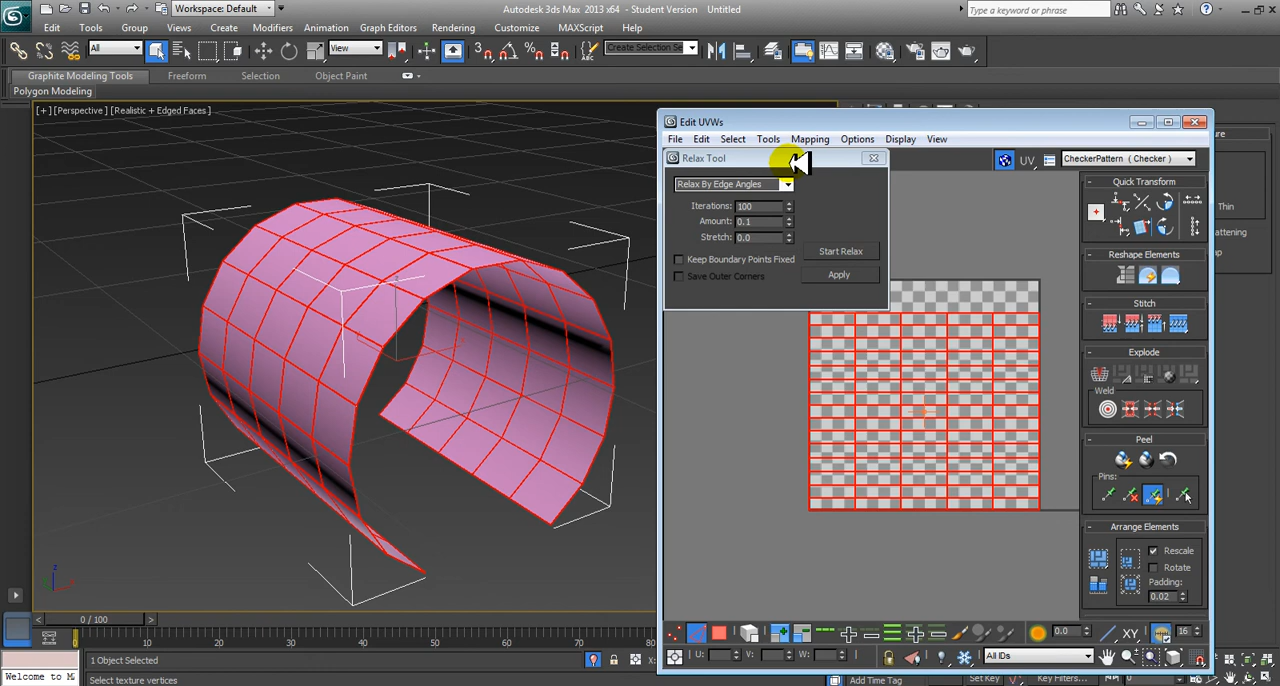 Workspace: Default
Autodesk 3ds Max 2013 x64 - Student Version Untitled
Type a keyword or phrase
Edit Tools Group Views Create Modifiers Animation Graph Editors Rendering Customize MAXScript Help
All
View
Create Selection Se
Graphite Modeling Tools Freeform Selection Object Paint
Polygon Modeling
[ + ] [Perspective ] [Realistic + Edged Faces ]
Edit UVWs
File Edit Select Tools Mapping Options Display View
Relax Tool
UV
CheckerPattern ( Checker )
Relax By Edge Angles
Iterations: 100
Amount: 0.1
Stretch: 0.0
Keep Boundary Points Fixed
Start Relax
Save Outer Corners
Apply
Quick Transform
Reshape Elements
Stitch
Explode
Weld
Peel
Pins:
Arrange Elements
Rescale
Rotate
Padding:
0.02
Thin
0 / 100
0 10 20 30 40 50 60 70 80
0.0
XY
16
1 Object Selected
X:
U: V: W:
All IDs
Welcome to M
Select texture vertices
Add Time Tag
Set Key
Key Filters...
0